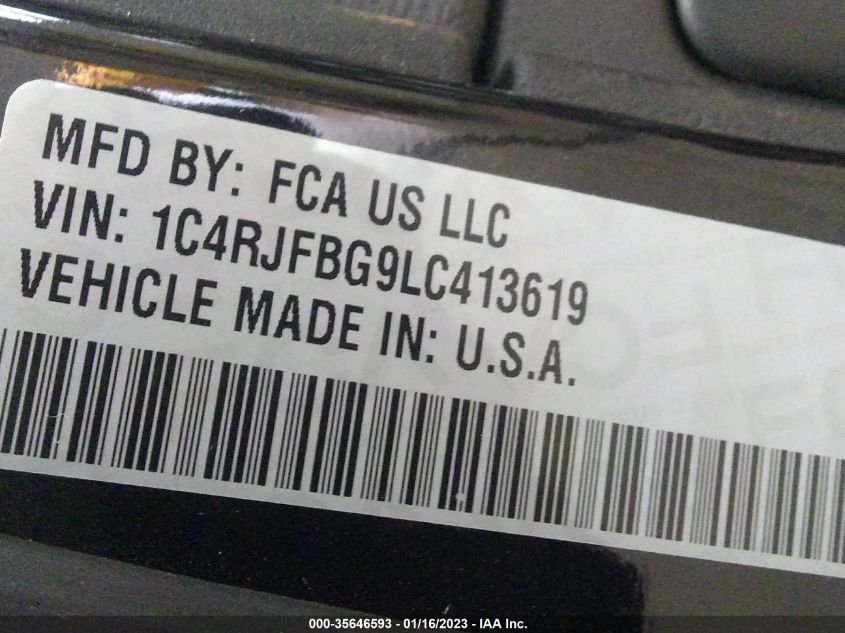 MFD BY: FCA US LLC
VIN: 1C4RJFBG9LC413619
VEHICLE MADE IN: U.S.A.
000-35646593 - 01/16/2023 - IAA Inc.